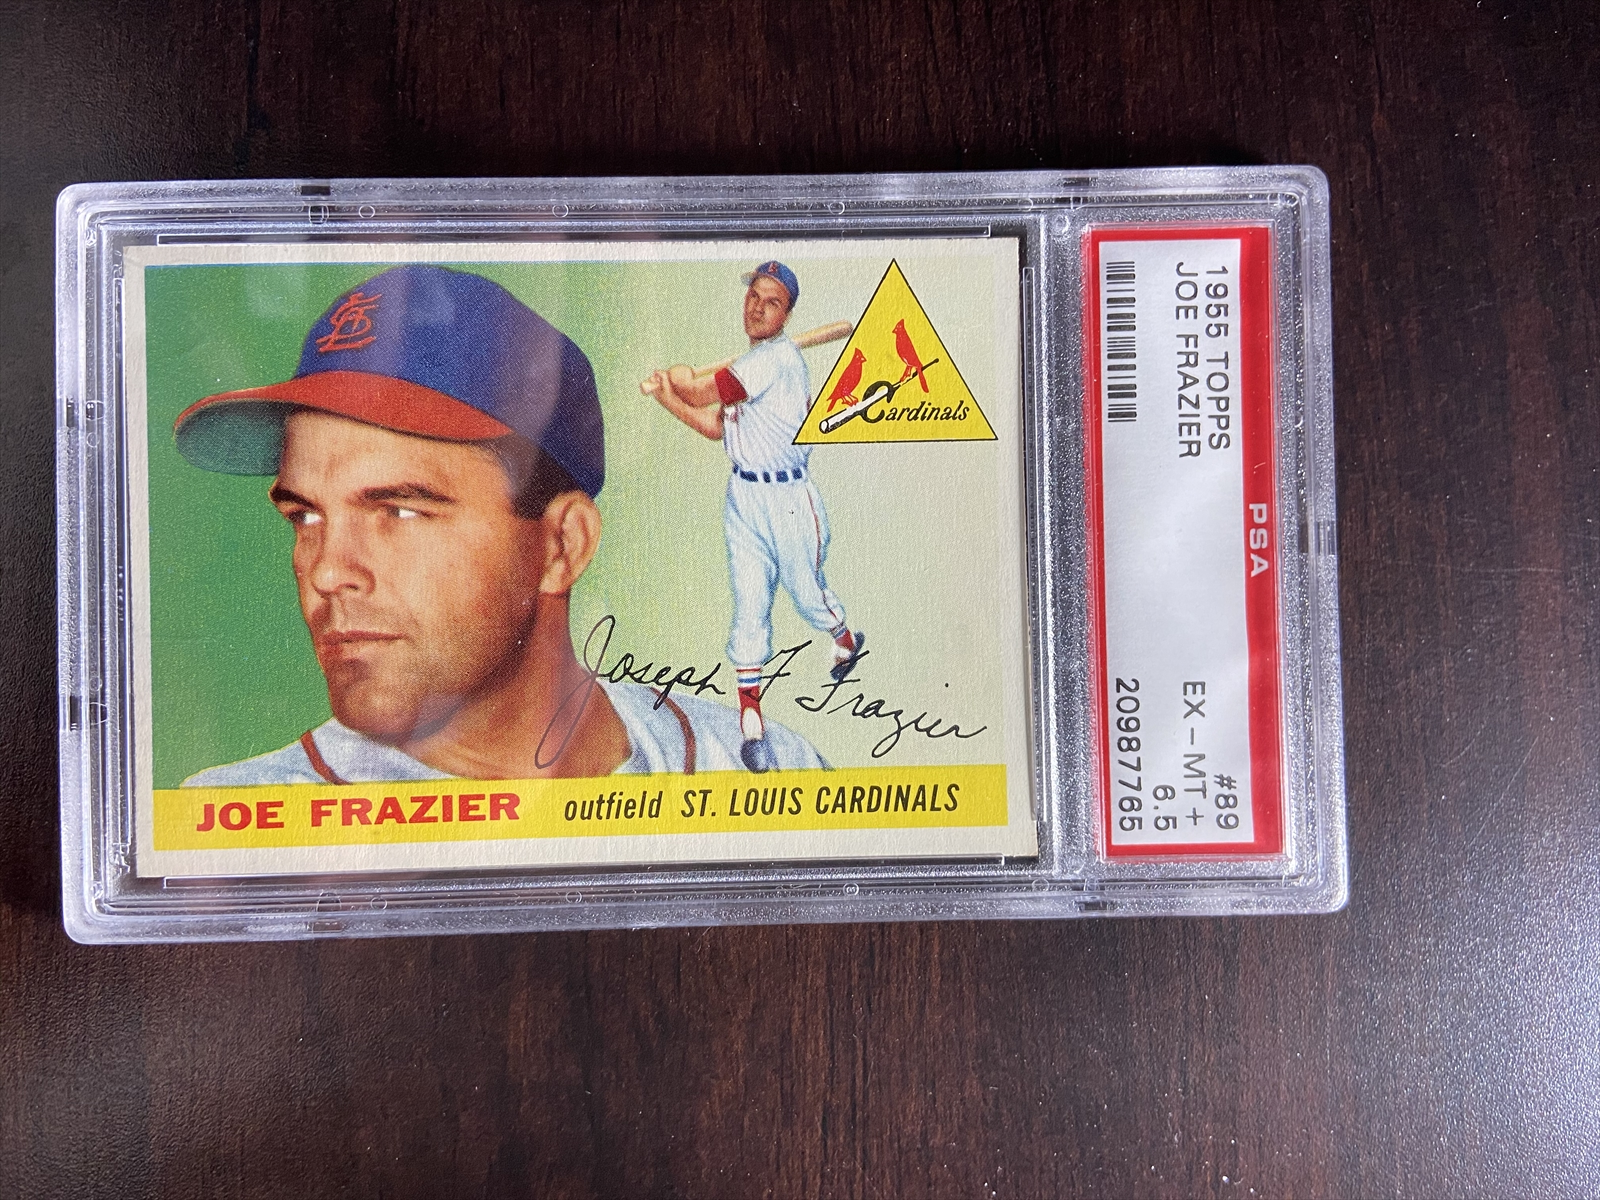 StL
Cardinals
Joseph F Frazier
JOE FRAZIER outfield ST. LOUIS CARDINALS
1955 TOPPS #89
JOE FRAZIER EX-MT+
6.5
20987765
PSA